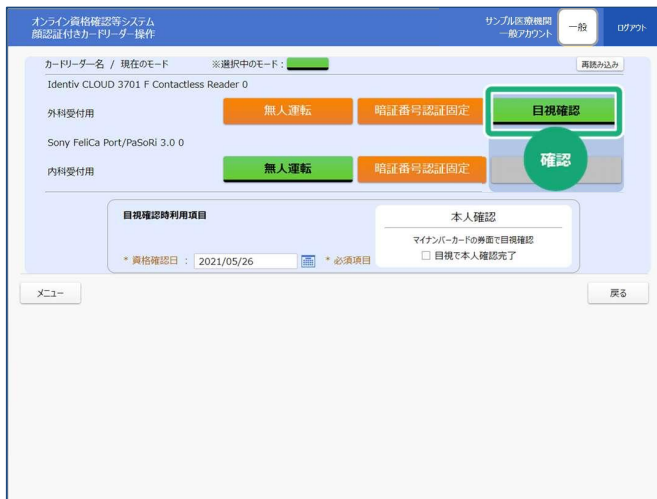 オンライン資格確認等システム
顔認証付きカードリーダー操作
サンプル医療機関
一般アカウント
一般
ログアウト
カードリーダー名 / 現在のモード ※選択中のモード:
再読み込み
Identiv CLOUD 3701 F Contactless Reader 0
外科受付用 無人運転 暗証番号認証固定 目視確認
Sony FeliCa Port/PaSoRi 3.0 0
確認
内科受付用 無人運転 暗証番号認証固定
目視確認時利用項目
本人確認
マイナンバーカードの券面で目視確認
* 資格確認日 : 2021/05/26 * 必須項目
目視で本人確認完了
メニュー
戻る